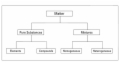 Matter
Pure Substances
Mixtures
Elements
Compounds
Homogeneous
Heterogeneous